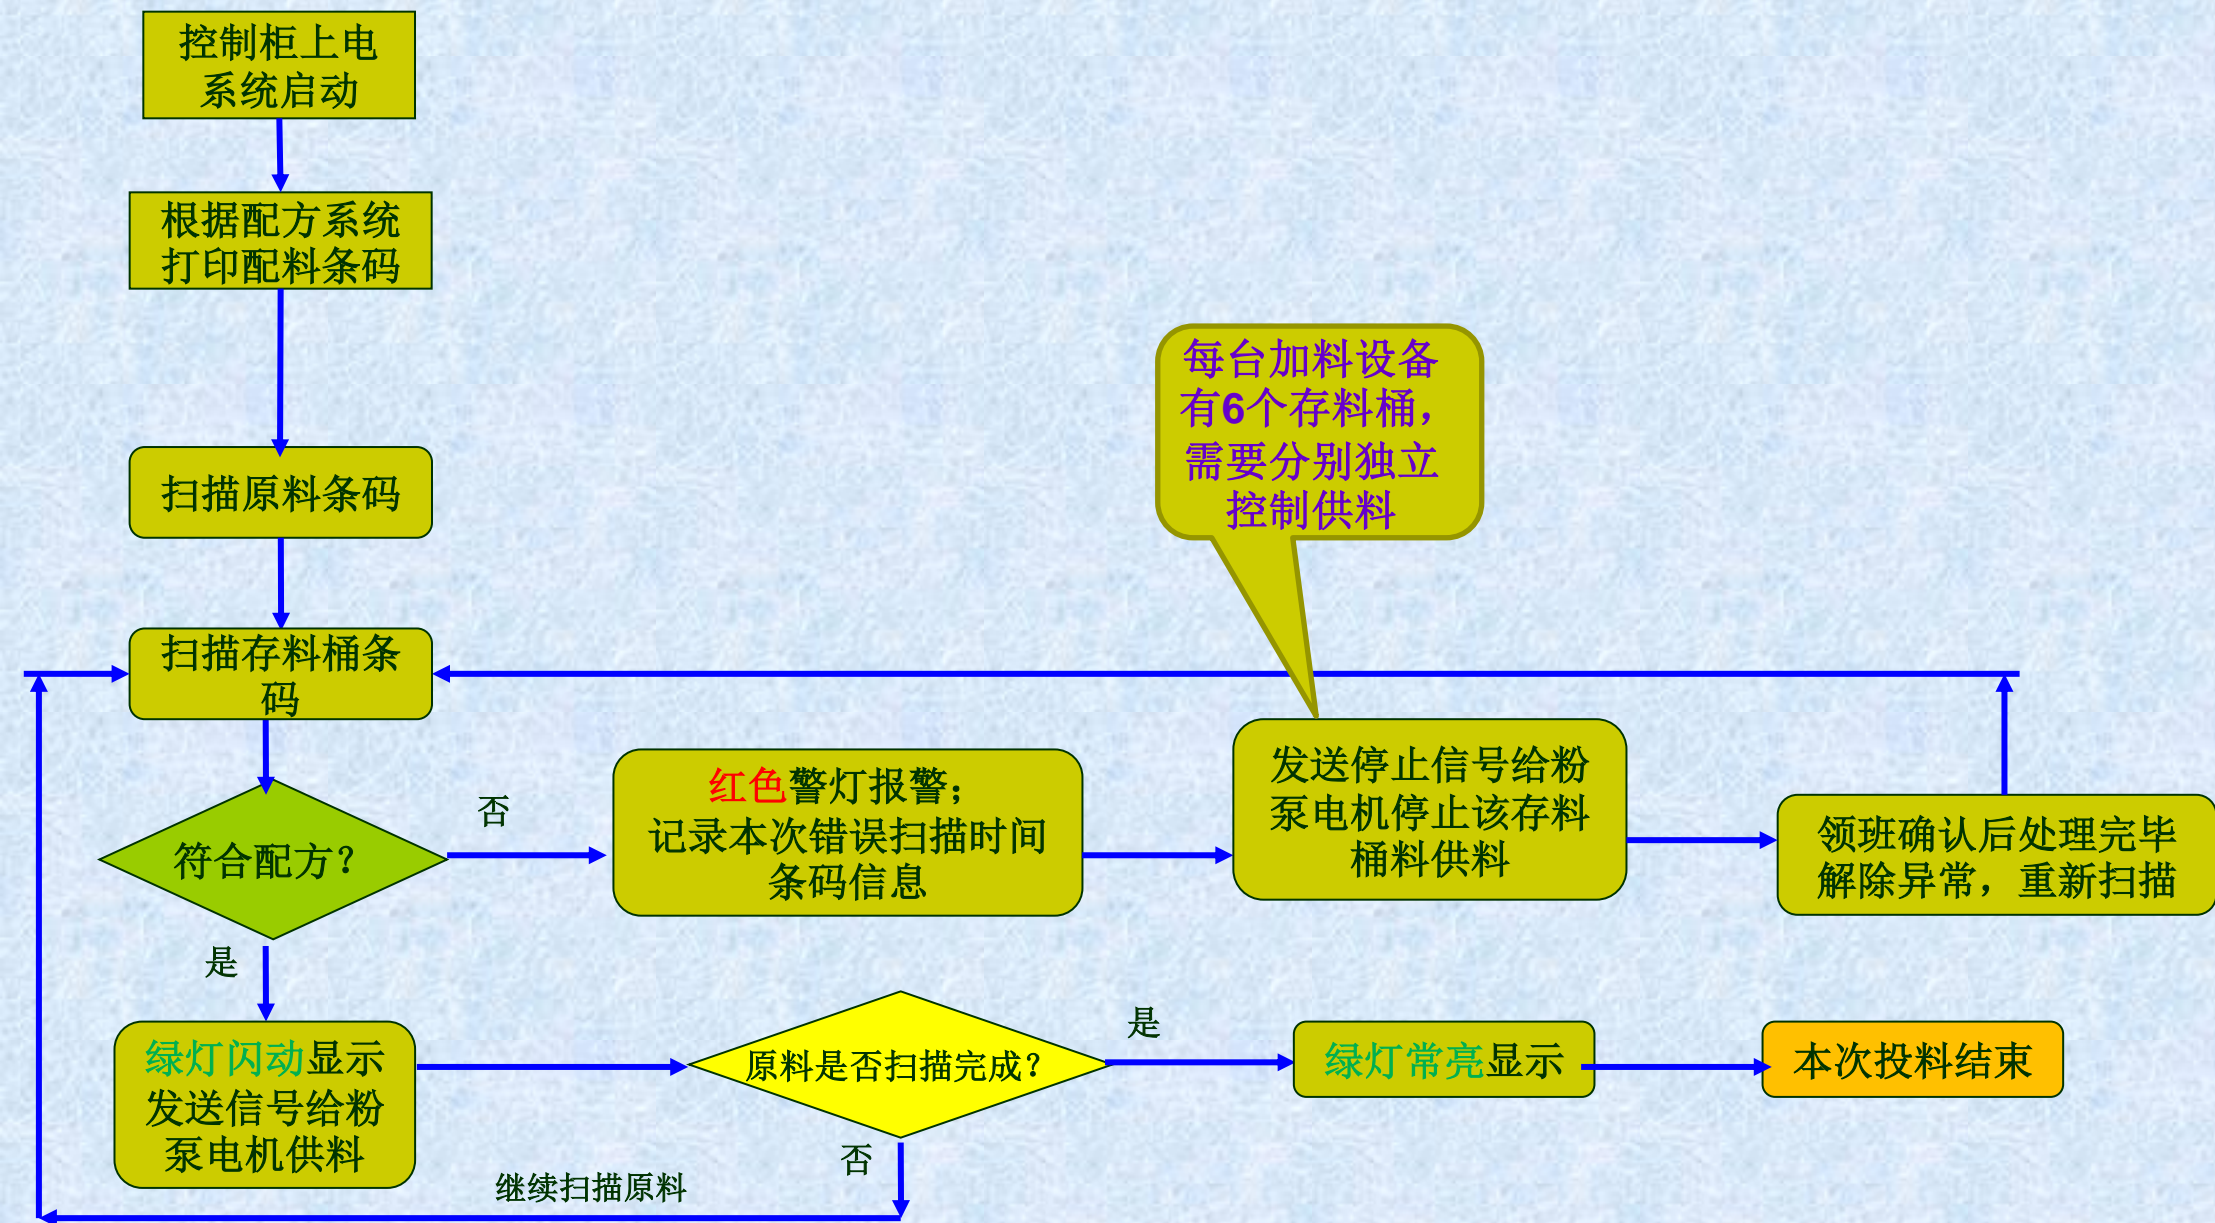 控制柜上电
系统启动
根据配方系统
打印配料条码
扫描原料条码
每台加料设备
有6个存料桶，
需要分别独立
控制供料
扫描存料桶条
码
符合配方？
否
红色警灯报警；
记录本次错误扫描时间
条码信息
发送停止信号给粉
泵电机停止该存料
桶料供料
领班确认后处理完毕
解除异常，重新扫描
是
绿灯闪动显示
发送信号给粉
泵电机供料
原料是否扫描完成？
是
绿灯常亮显示
本次投料结束
否
继续扫描原料